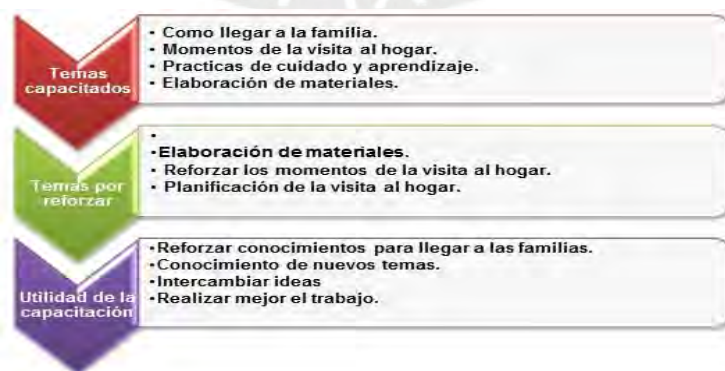 Temas
capacitados
• Como llegar a la familia.
• Momentos de la visita al hogar.
• Practicas de cuidado y aprendizaje.
• Elaboración de materiales.
Temas por
reforzar
•
•Elaboración de materiales.
• Reforzar los momentos de la visita al hogar.
• Planificación de la visita al hogar.
Utilidad de la
capacitación
•Reforzar conocimientos para llegar a las familias.
•Conocimiento de nuevos temas.
•Intercambiar ideas
•Realizar mejor el trabajo.